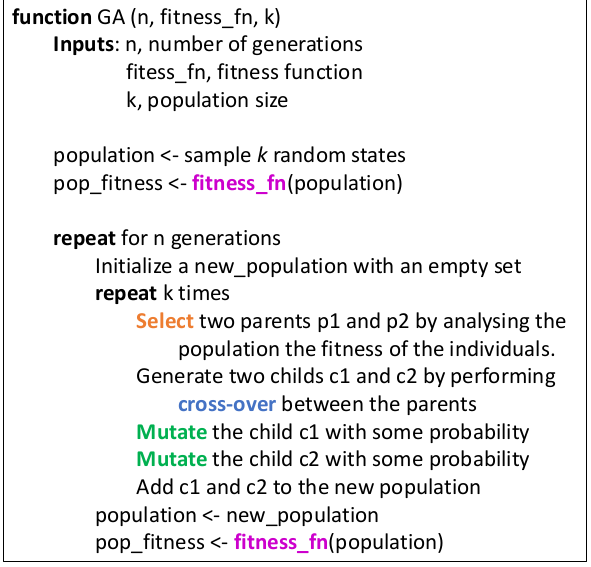 function GA (n, fitness_fn, k)
Inputs: n, number of generations
fitess_fn, fitness function
k, population size
population <- sample k random states
pop_fitness <- fitness_fn(population)
repeat for n generations
Initialize a new_population with an empty set
repeat k times
Select two parents p1 and p2 by analysing the
population the fitness of the individuals.
Generate two childs c1 and c2 by performing
cross-over between the parents
Mutate the child c1 with some probability
Mutate the child c2 with some probability
Add c1 and c2 to the new population
population <- new_population
pop_fitness <- fitness_fn(population)